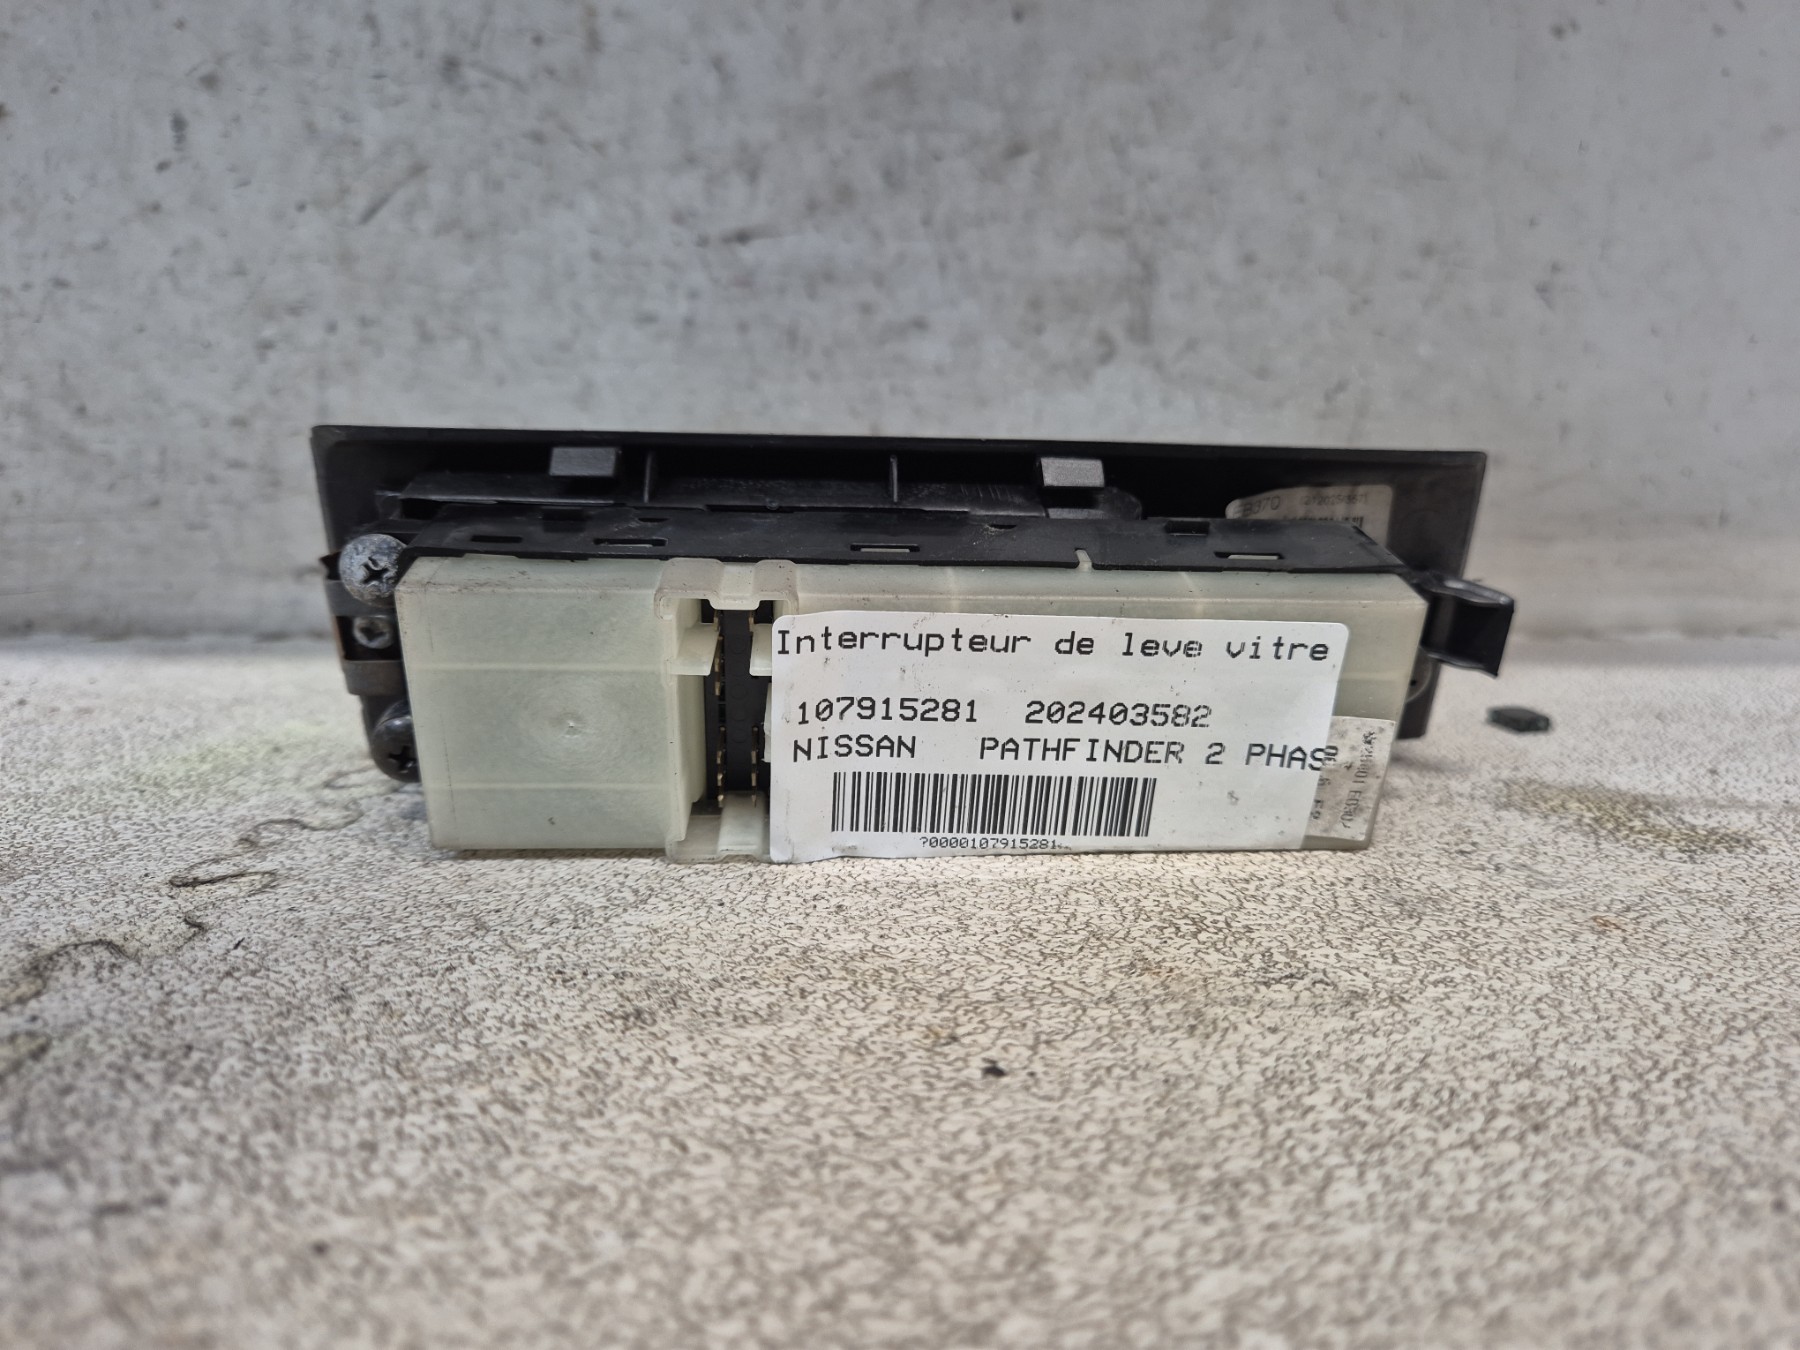 Interrupteur de leve vitre
107915281 202403582
NISSAN PATHFINDER 2 PHAS
?0000107915281